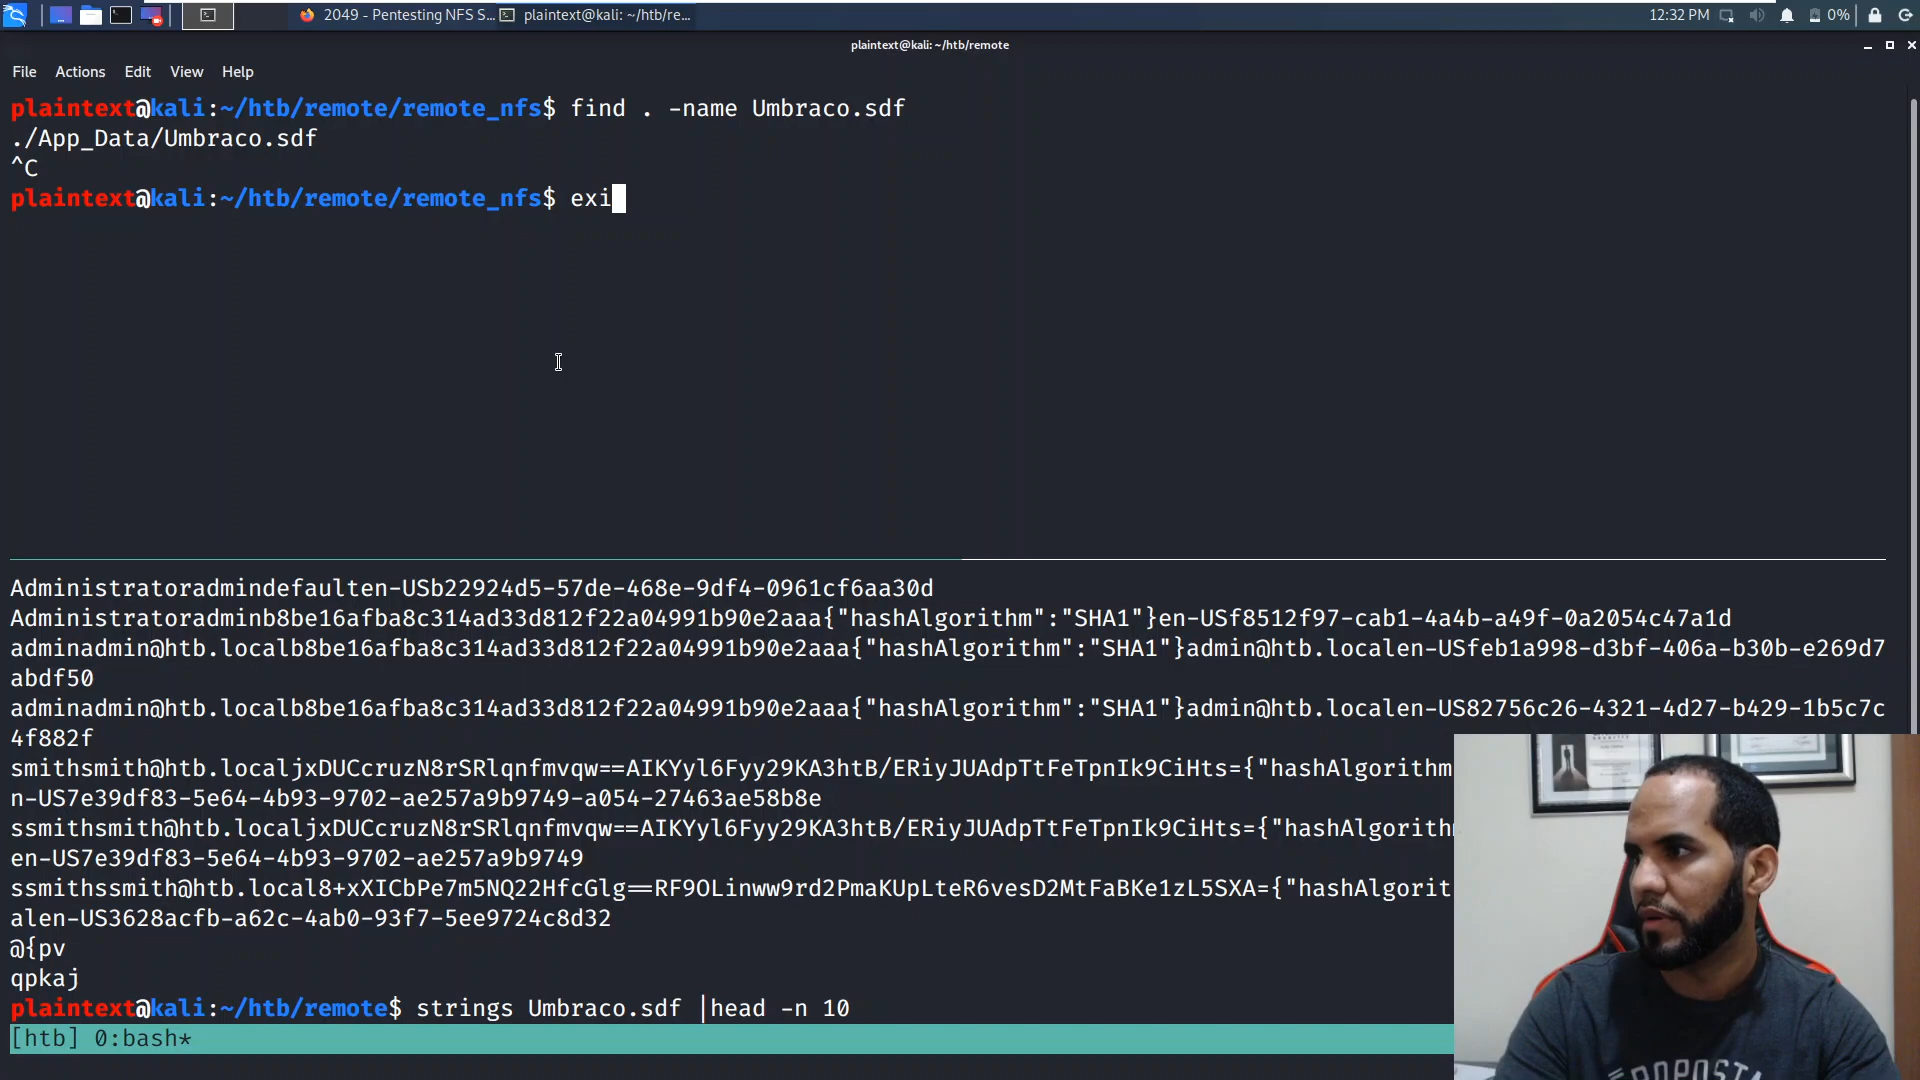 2049 - Pentesting NFS S... plaintext@kali: ~/htb/re... 12:32 PM 0%
plaintext@kali: ~/htb/remote
File Actions Edit View Help
plaintext@kali:~/htb/remote/remote_nfs$ find . -name Umbraco.sdf
./App_Data/Umbraco.sdf
^C
plaintext@kali:~/htb/remote/remote_nfs$ exi
Administratoradmindefaulten-USb22924d5-57de-468e-9df4-0961cf6aa30d
Administratoradminb8be16afba8c314ad33d812f22a04991b90e2aaa{"hashAlgorithm":"SHA1"}en-USf8512f97-cab1-4a4b-a49f-0a2054c47a1d
adminadmin@htb.localb8be16afba8c314ad33d812f22a04991b90e2aaa{"hashAlgorithm":"SHA1"}admin@htb.localen-USfeb1a998-d3bf-406a-b30b-e269d7
abdf50
adminadmin@htb.localb8be16afba8c314ad33d812f22a04991b90e2aaa{"hashAlgorithm":"SHA1"}admin@htb.localen-US82756c26-4321-4d27-b429-1b5c7c
4f882f
smithsmith@htb.localjxDUCcruzN8rSRlqnfmvqw==AIKYyl6Fyy29KA3htB/ERiyJUAdpTtFeTpnIk9CiHts={"hashAlgorithm
n-US7e39df83-5e64-4b93-9702-ae257a9b9749-a054-27463ae58b8e
ssmithsmith@htb.localjxDUCcruzN8rSRlqnfmvqw==AIKYyl6Fyy29KA3htB/ERiyJUAdpTtFeTpnIk9CiHts={"hashAlgorith
en-US7e39df83-5e64-4b93-9702-ae257a9b9749
ssmithssmith@htb.local8+xXICbPe7m5NQ22HfcGlg==RF9OLinww9rd2PmaKUpLteR6vesD2MtFaBKe1zL5SXA={"hashAlgorit
alen-US3628acfb-a62c-4ab0-93f7-5ee9724c8d32
@{pv
qpkaj
plaintext@kali:~/htb/remote$ strings Umbraco.sdf |head -n 10
[htb] 0:bash*